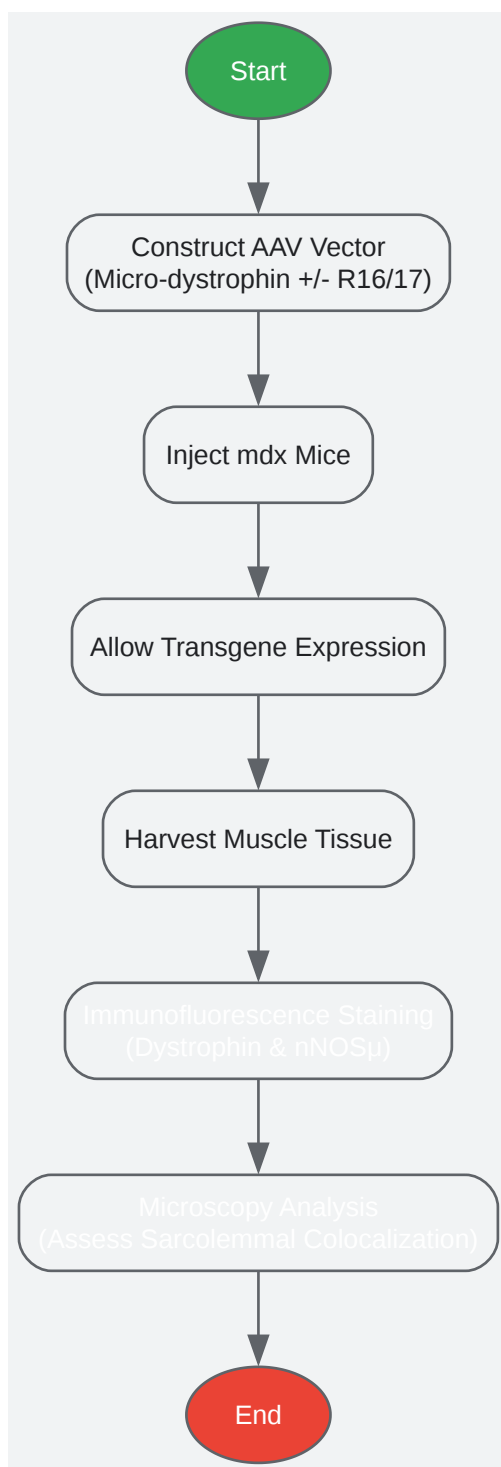 Start
Construct AAV Vector
(Micro-dystrophin +/- R16/17)
Inject mdx Mice
Allow Transgene Expression
Harvest Muscle Tissue
Immunofluorescence Staining
(Dystrophin & nNOSμ)
Microscopy Analysis
(Assess Sarcolemmal Colocalization)
End